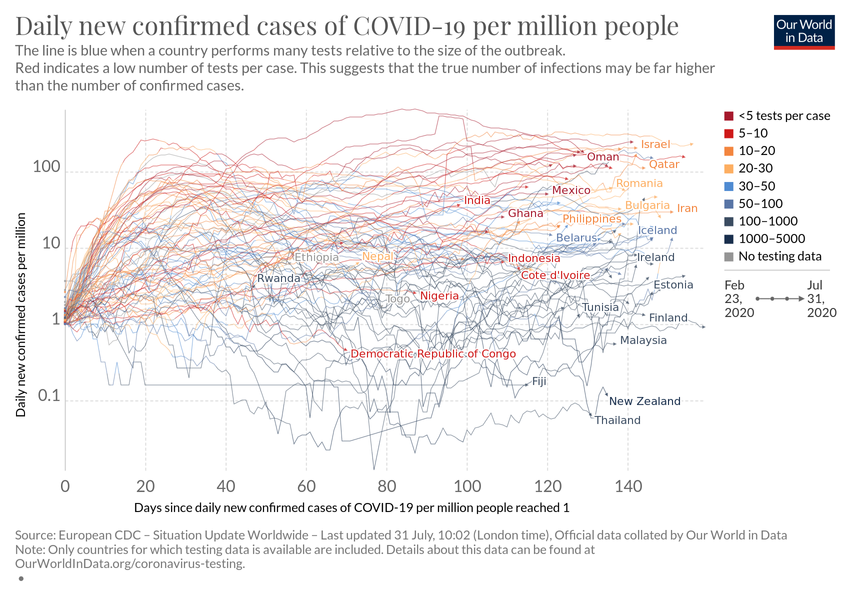 Daily new confirmed cases of COVID-19 per million people
Our World
in Data
The line is blue when a country performs many tests relative to the size of the outbreak.
Red indicates a low number of tests per case. This suggests that the true number of infections may be far higher
than the number of confirmed cases.
<5 tests per case
5–10
10–20
20-30
30–50
50–100
100–1000
1000–5000
No testing data
Feb
23,
2020
Jul
31,
2020
Daily new confirmed cases per million
100
10
1
0.1
Israel
Oman
Qatar
Romania
Mexico
India
Bulgaria
Iran
Ghana
Philippines
Iceland
Belarus
Ethiopia
Nepal
Indonesia
Ireland
Cote d'Ivoire
Rwanda
Estonia
Togo
Nigeria
Tunisia
Finland
Malaysia
Democratic Republic of Congo
Fiji
New Zealand
Thailand
0
20
40
60
80
100
120
140
Days since daily new confirmed cases of COVID-19 per million people reached 1
Source: European CDC – Situation Update Worldwide – Last updated 31 July, 10:02 (London time), Official data collated by Our World in Data
Note: Only countries for which testing data is available are included. Details about this data can be found at
OurWorldInData.org/coronavirus-testing.
•